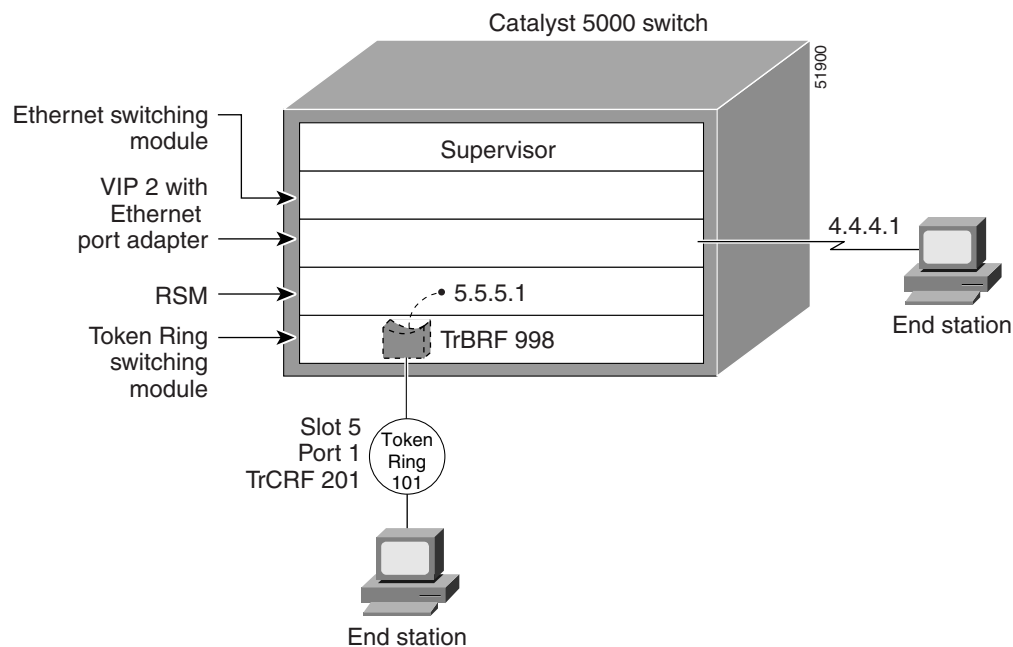 Catalyst 5000 switch
51900
Ethernet switching
module
Supervisor
VIP 2 with
Ethernet
port adapter
4.4.4.1
RSM
5.5.5.1
End station
Token Ring
switching
module
TrBRF 998
Slot 5
Port 1
TrCRF 201
Token
Ring
101
End station